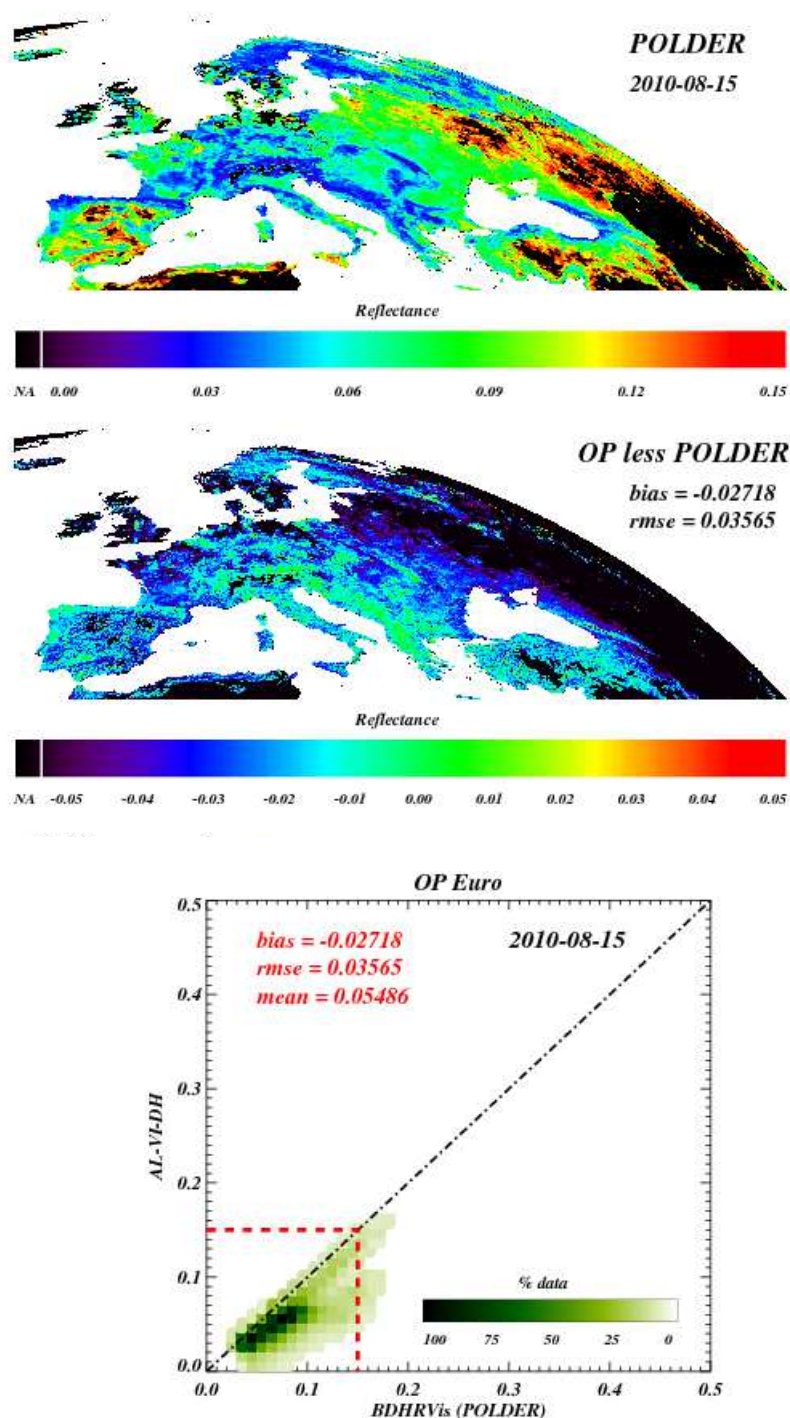 POLDER
2010-08-15
Reflectance
NA 0.00 0.03 0.06 0.09 0.12 0.15
OP less POLDER
bias = -0.02718
rmse = 0.03565
Reflectance
NA -0.05 -0.04 -0.03 -0.02 -0.01 0.00 0.01 0.02 0.03 0.04 0.05
OP Euro
0.5
bias = -0.02718
2010-08-15
rmse = 0.03565
mean = 0.05486
0.4
0.3
AL-VI-DH
0.2
0.1
% data
100 75 50 25 0
0.0
0.0 0.1 0.2 0.3 0.4 0.5
BDHRVis (POLDER)